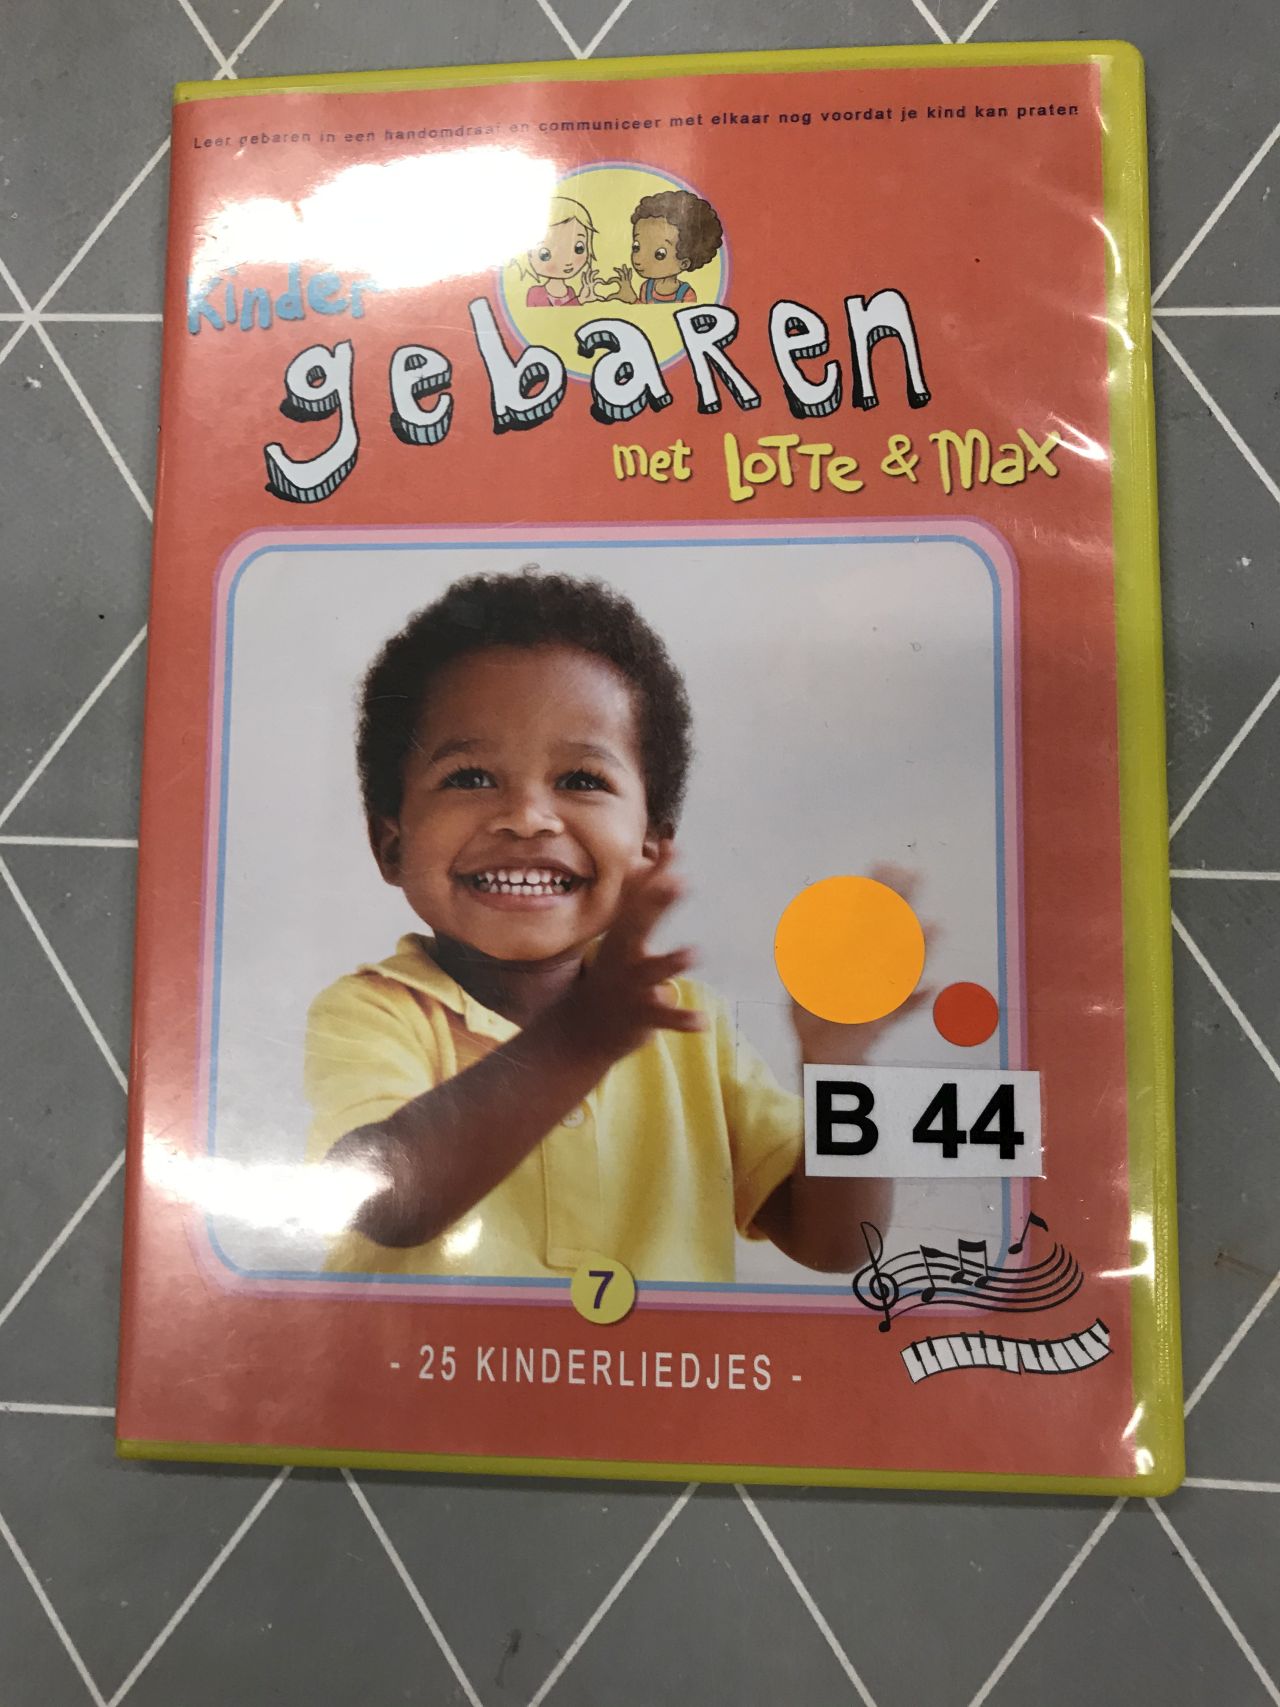 Leer gebaren in een handomdraai en communiceer met elkaar nog voordat je kind kan praten
Kinder
gebaren
met Lotte & Max
B 44
7
- 25 KINDERLIEDJES -